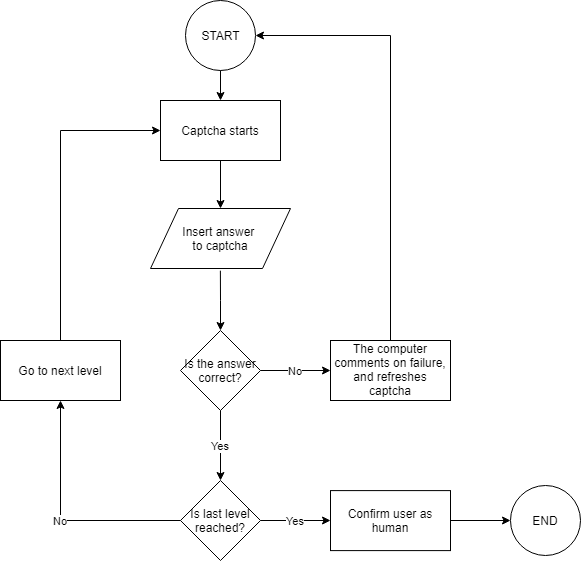 START
Captcha starts
Insert answer
to captcha
Is the answer
correct?
No
The computer
comments on failure,
and refreshes
captcha
Go to next level
Yes
Is last level
reached?
No
Yes
Confirm user as
human
END